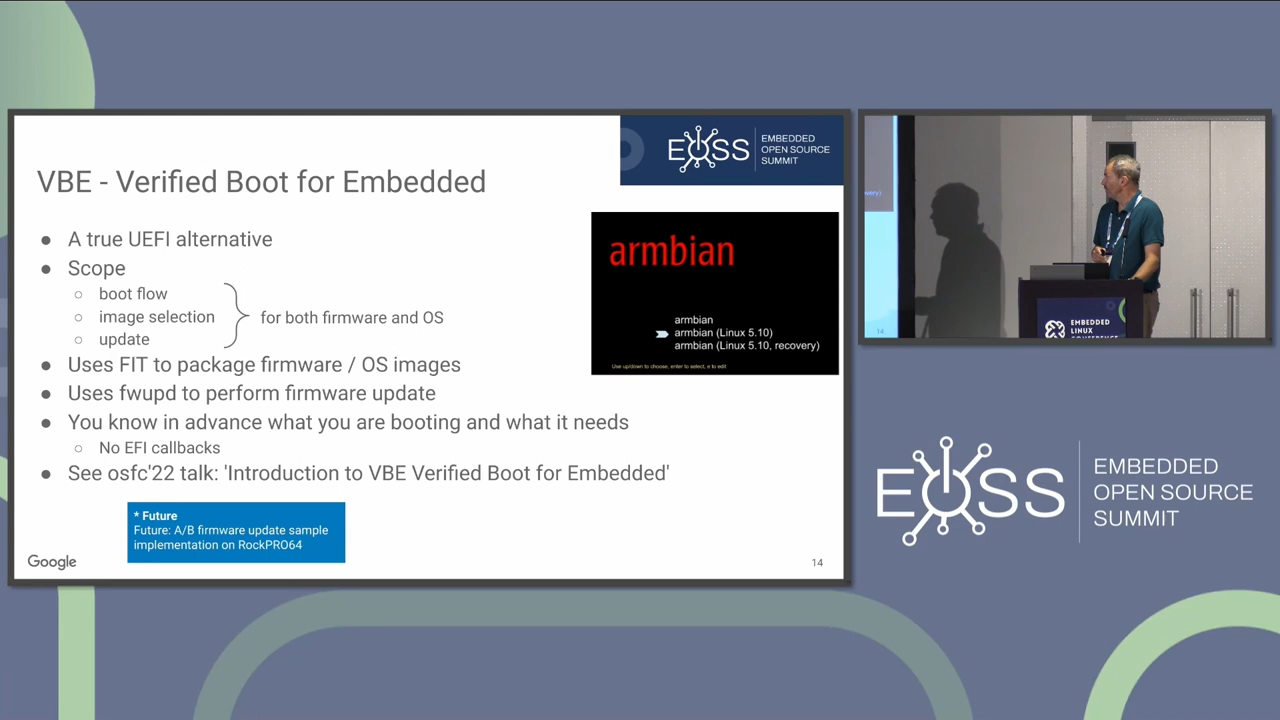 EOSS
EMBEDDED
OPEN SOURCE
SUMMIT
VBE - Verified Boot for Embedded
● A true UEFI alternative
● Scope
○ boot flow
○ image selection
○ update
for both firmware and OS
● Uses FIT to package firmware / OS images
● Uses fwupd to perform firmware update
● You know in advance what you are booting and what it needs
○ No EFI callbacks
● See osfc'22 talk: 'Introduction to VBE Verified Boot for Embedded'
armbian
armbian
armbian (Linux 5.10)
armbian (Linux 5.10, recovery)
Use up/down to choose, enter to select, e to edit
* Future
Future: A/B firmware update sample
implementation on RockPRO64
Google
14
14
EMBEDDED
LINUX
CONFERENCE
EOSS
EMBEDDED
OPEN SOURCE
SUMMIT